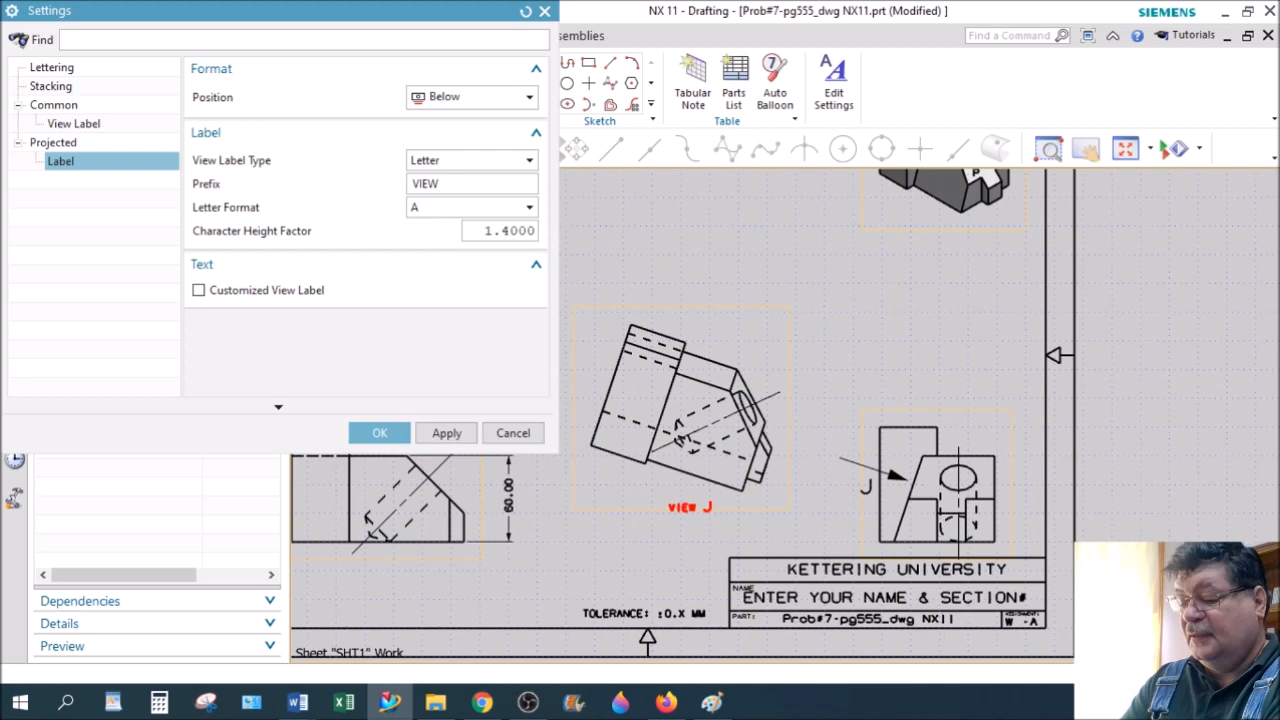 Settings
NX 11 - Drafting - [Prob#7-pg555_dwg NX11.prt (Modified) ]
SIEMENS
Find
semblies
Find a Command
Tutorials
Lettering
Stacking
Common
View Label
Projected
Label
Format
Position
Below
Label
View Label Type
Letter
Prefix
VIEW
Letter Format
A
Character Height Factor
1.4000
Text
Customized View Label
OK
Apply
Cancel
Tabular
Note
Parts
List
Auto
Balloon
Edit
Settings
Sketch
Table
P
60.00
VIEW J
J
KETTERING UNIVERSITY
NAME:
ENTER YOUR NAME & SECTION#
TOLERANCE: ±0.X MM
PART:
Prob#7-pg555_dwg NX11
W -A
Dependencies
Details
Preview
Sheet "SHT1" Work